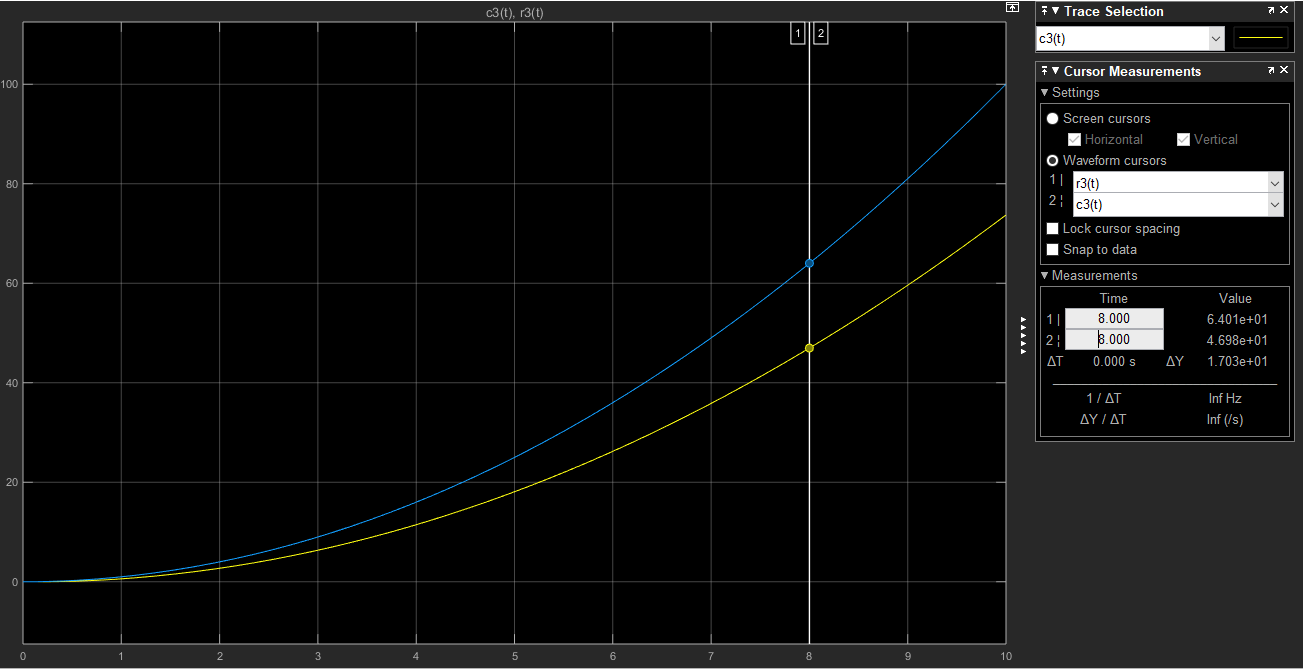 c3(t), r3(t)
1 2
100
80
60
40
20
0
0 1 2 3 4 5 6 7 8 9 10
Trace Selection
c3(t)
Cursor Measurements
Settings
Screen cursors
Horizontal Vertical
Waveform cursors
1 | r3(t)
2 ¦ c3(t)
Lock cursor spacing
Snap to data
Measurements
Time Value
1 | 8.000 6.401e+01
2 ¦ 8.000 4.698e+01
ΔT 0.000 s ΔY 1.703e+01
1 / ΔT Inf Hz
ΔY / ΔT Inf (/s)